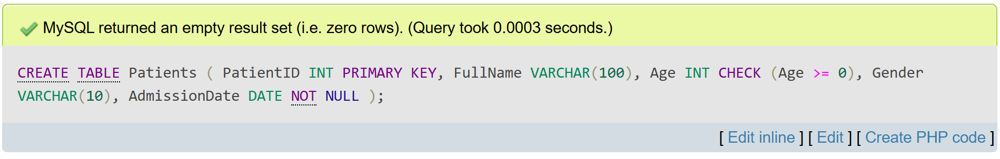 MySQL returned an empty result set (i.e. zero rows). (Query took 0.0003 seconds.)
CREATE TABLE Patients ( PatientID INT PRIMARY KEY, FullName VARCHAR(100), Age INT CHECK (Age >= 0), Gender
VARCHAR(10), AdmissionDate DATE NOT NULL );
[ Edit inline ] [ Edit ] [ Create PHP code ]